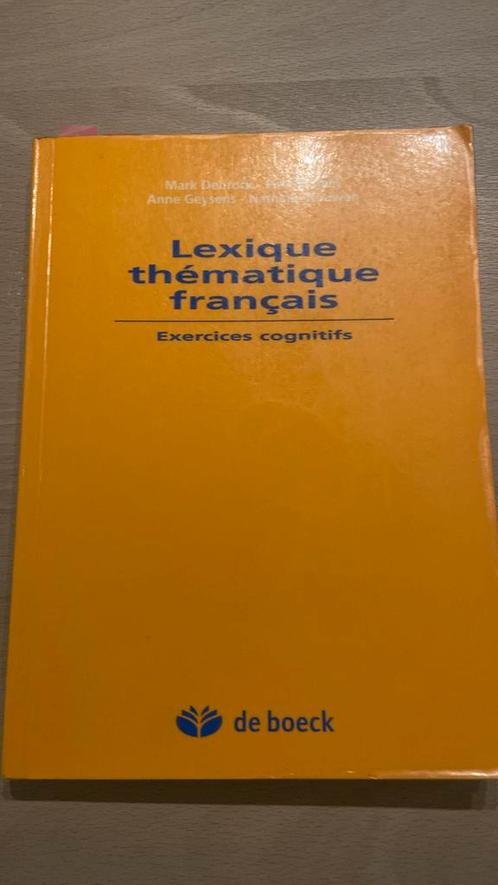 Mark Debrock ·
Anne Geysens ·
Lexique
thématique
français
Exercices cognitifs
de boeck